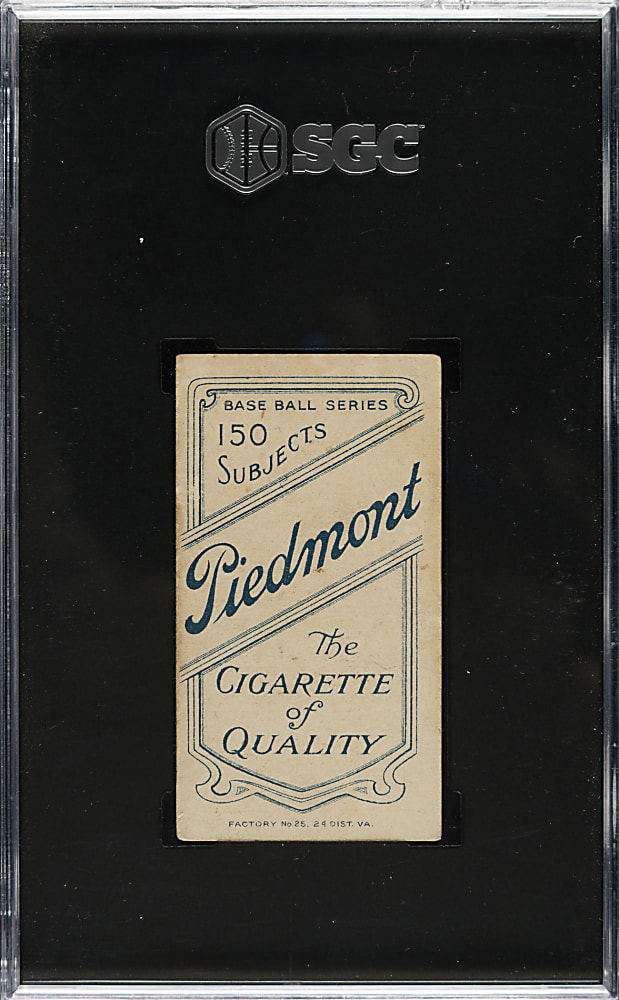 SGC
BASE BALL SERIES
150
SUBJECTS
Piedmont
The
CIGARETTE
of
QUALITY
FACTORY No. 25, 2d DIST. VA.